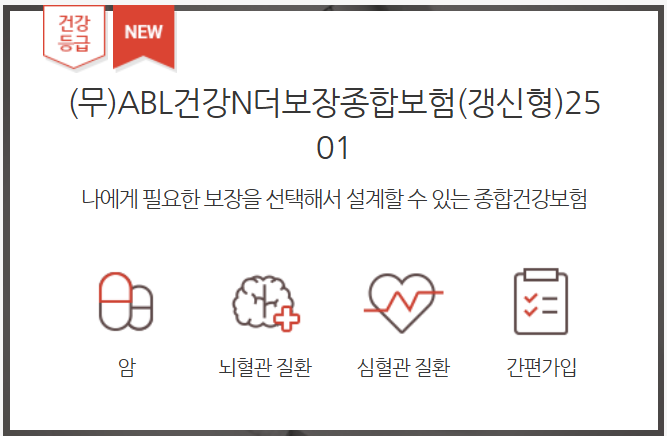 건강
등급
NEW
(무)ABL건강N더보장종합보험(갱신형)25
01
나에게 필요한 보장을 선택해서 설계할 수 있는 종합건강보험
암
뇌혈관 질환
심혈관 질환
간편가입